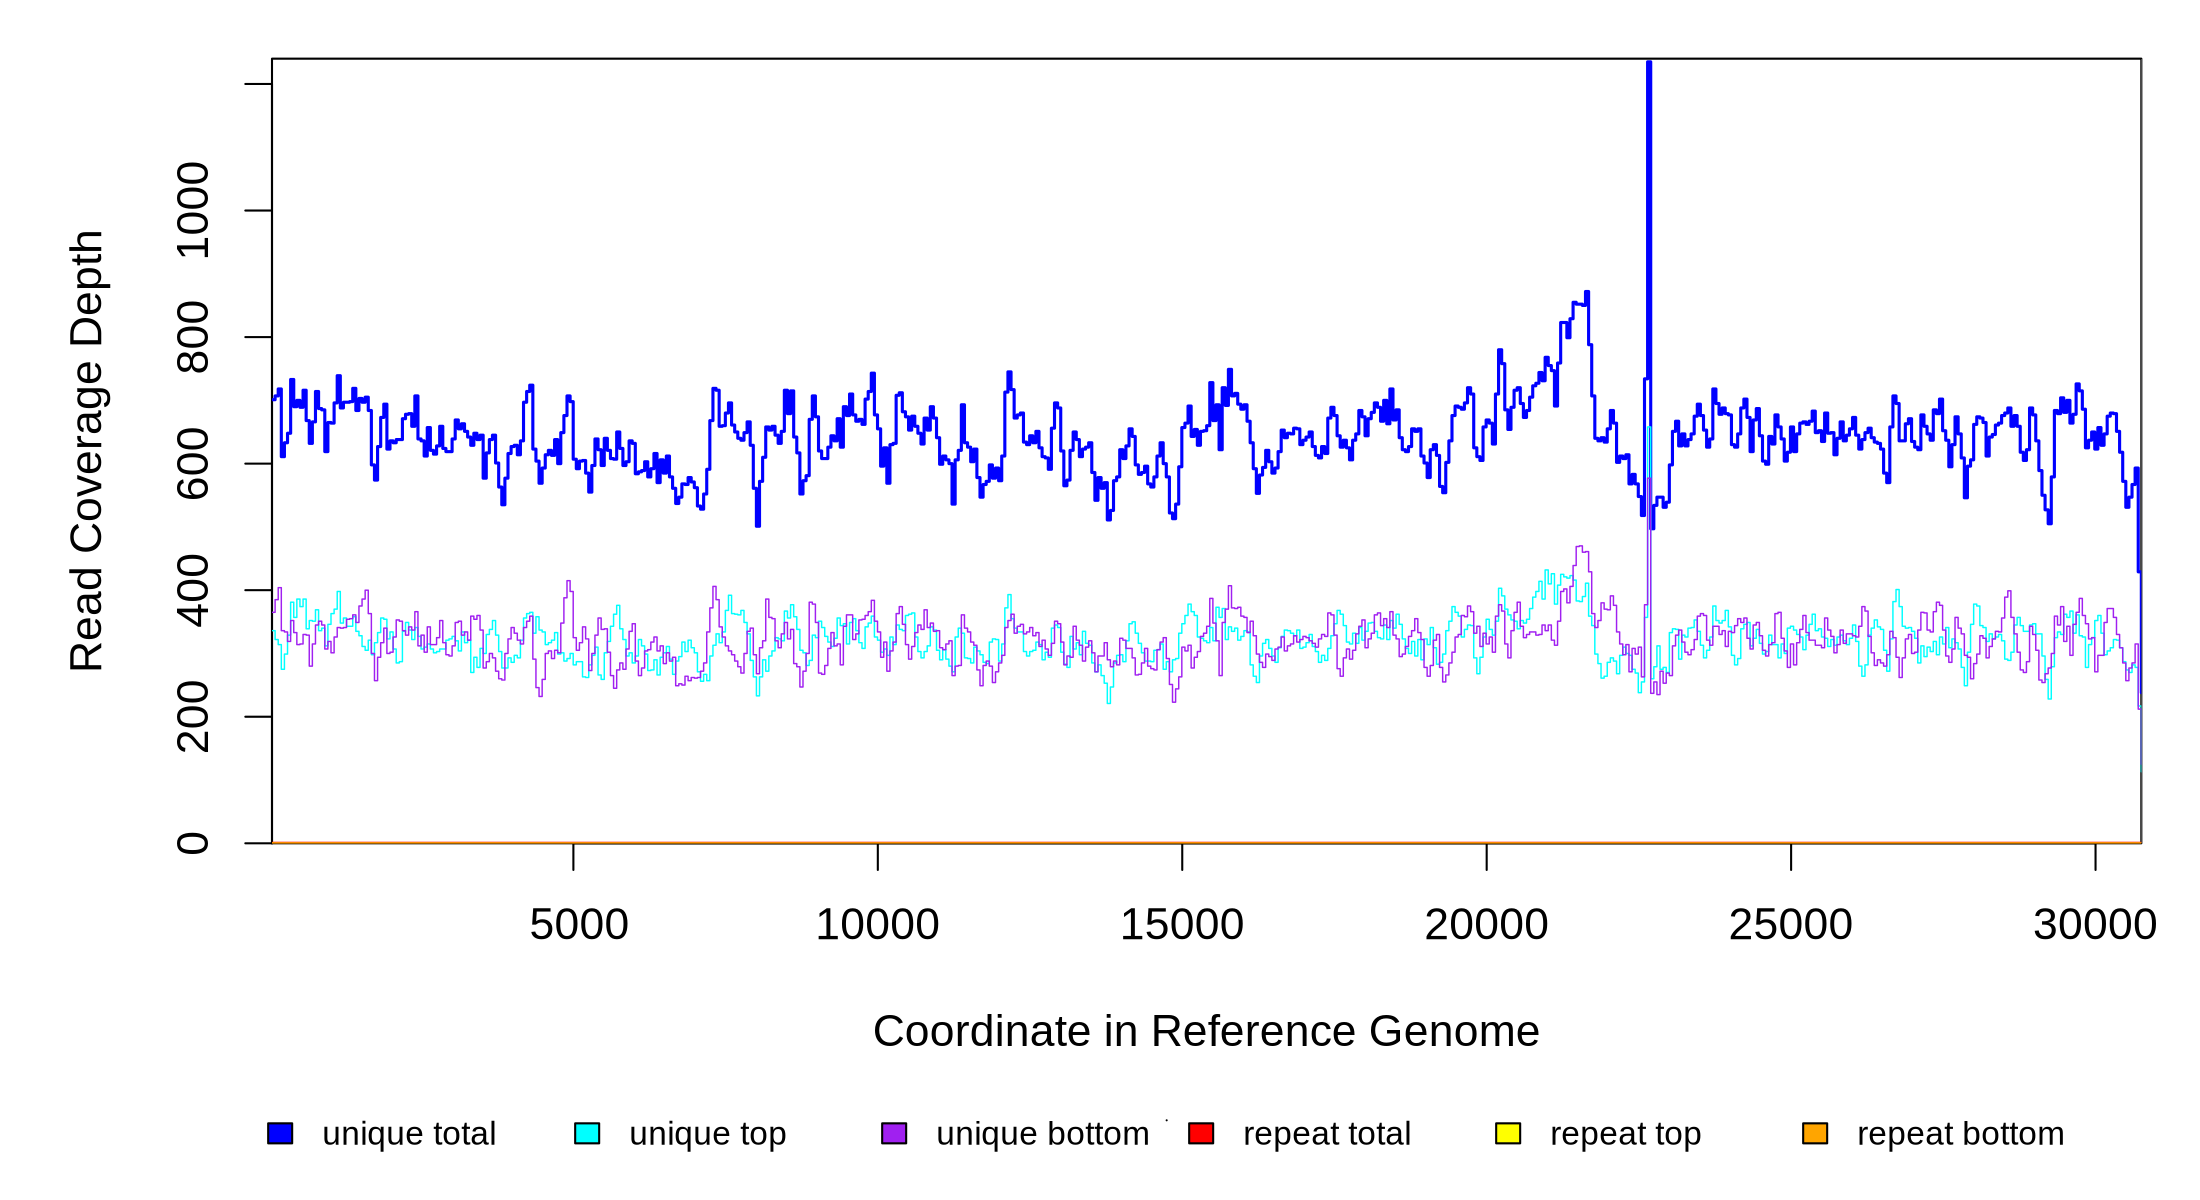 Read Coverage Depth
1000
800
600
400
200
0
5000 10000 15000 20000 25000 30000
Coordinate in Reference Genome
unique total unique top unique bottom repeat total repeat top repeat bottom